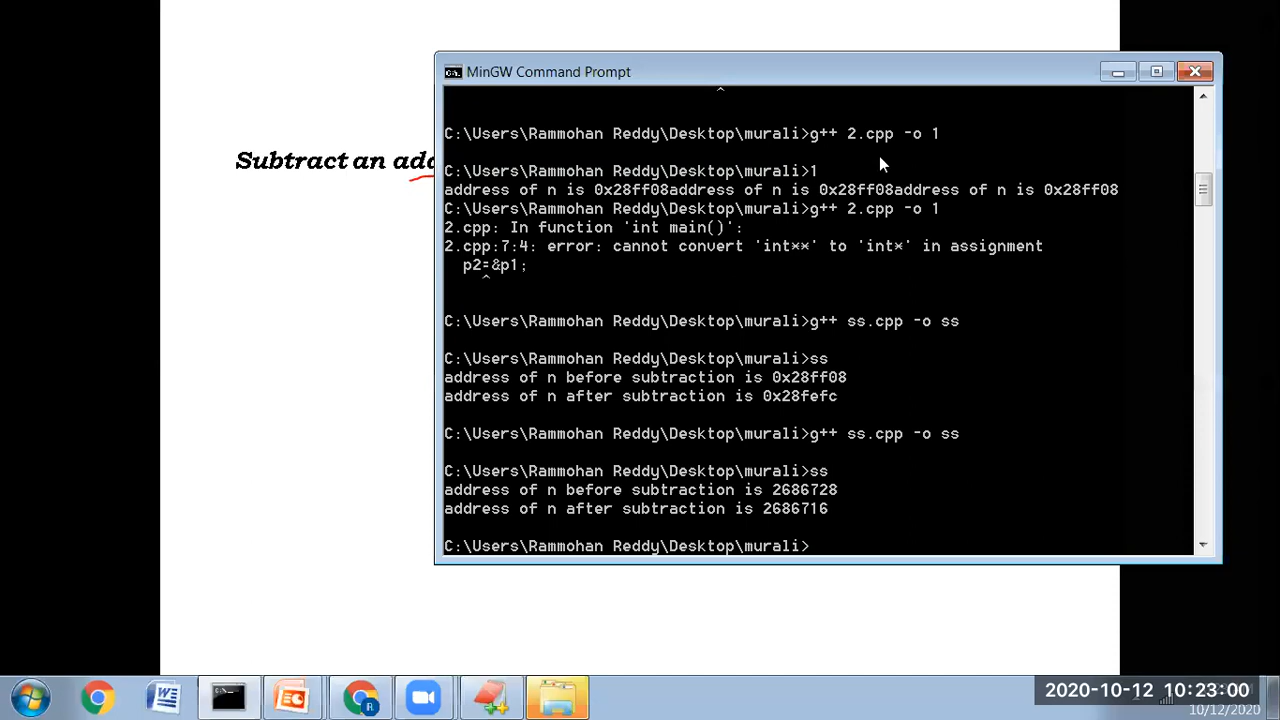 MinGW Command Prompt
^
C:\Users\Rammohan Reddy\Desktop\murali>g++ 2.cpp -o 1
Subtract an add
C:\Users\Rammohan Reddy\Desktop\murali>1
address of n is 0x28ff08address of n is 0x28ff08address of n is 0x28ff08
C:\Users\Rammohan Reddy\Desktop\murali>g++ 2.cpp -o 1
2.cpp: In function 'int main()':
2.cpp:7:4: error: cannot convert 'int**' to 'int*' in assignment
p2=&p1;
^
C:\Users\Rammohan Reddy\Desktop\murali>g++ ss.cpp -o ss
C:\Users\Rammohan Reddy\Desktop\murali>ss
address of n before subtraction is 0x28ff08
address of n after subtraction is 0x28fefc
C:\Users\Rammohan Reddy\Desktop\murali>g++ ss.cpp -o ss
C:\Users\Rammohan Reddy\Desktop\murali>ss
address of n before subtraction is 2686728
address of n after subtraction is 2686716
C:\Users\Rammohan Reddy\Desktop\murali>
2020-10-12 10:23:00
10/12/2020